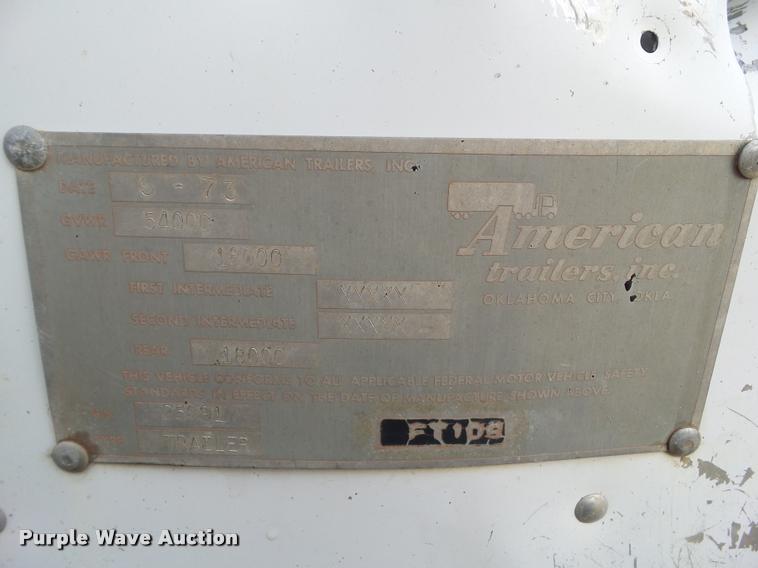 MANUFACTURED BY AMERICAN TRAILERS, INC.
DATE - 73
GVWR 54000
GAWR FRONT 18000
FIRST INTERMEDIATE XXXXX
SECOND INTERMEDIATE XXXXX
REAR 18000
American
trailers, inc.
OKLAHOMA CITY, OKLA.
THIS VEHICLE CONFORMS TO ALL APPLICABLE FEDERAL MOTOR VEHICLE SAFETY
STANDARDS IN EFFECT ON THE DATE OF MANUFACTURE SHOWN ABOVE.
TYPE TRAILER
Purple Wave Auction